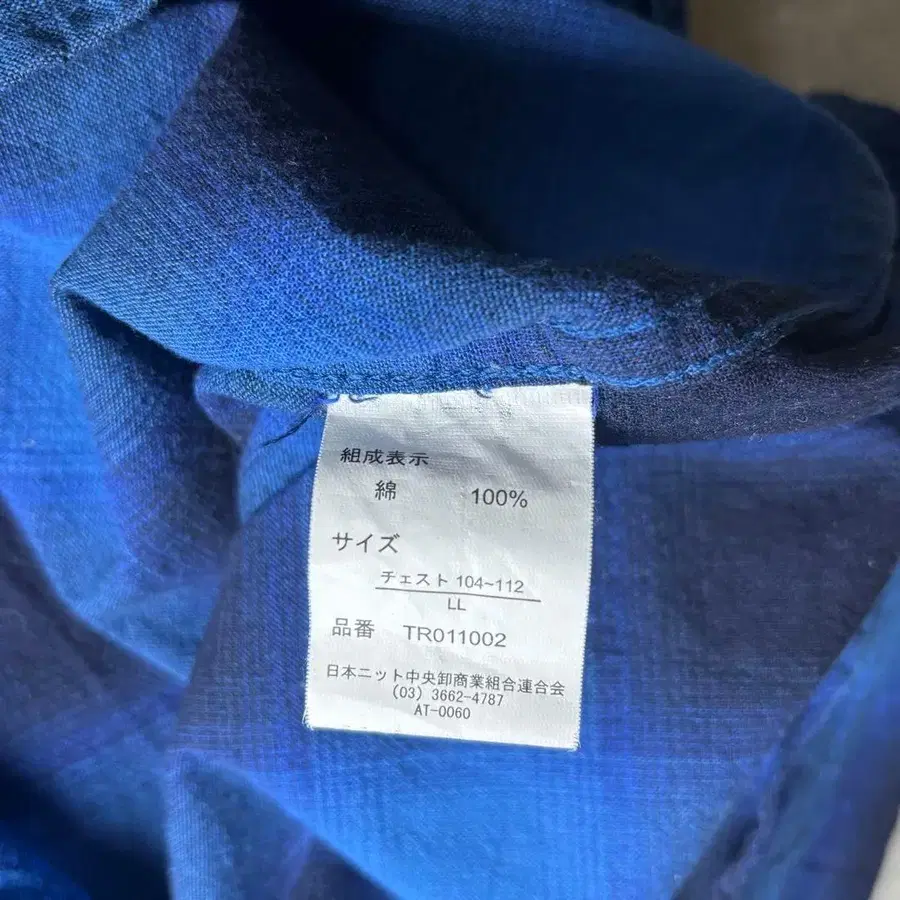 組成表示
綿 100%
サイズ
チェスト 104~112
LL
品番 TR011002
日本ニット中央卸商業組合連合会
(03) 3662-4787
AT-0060